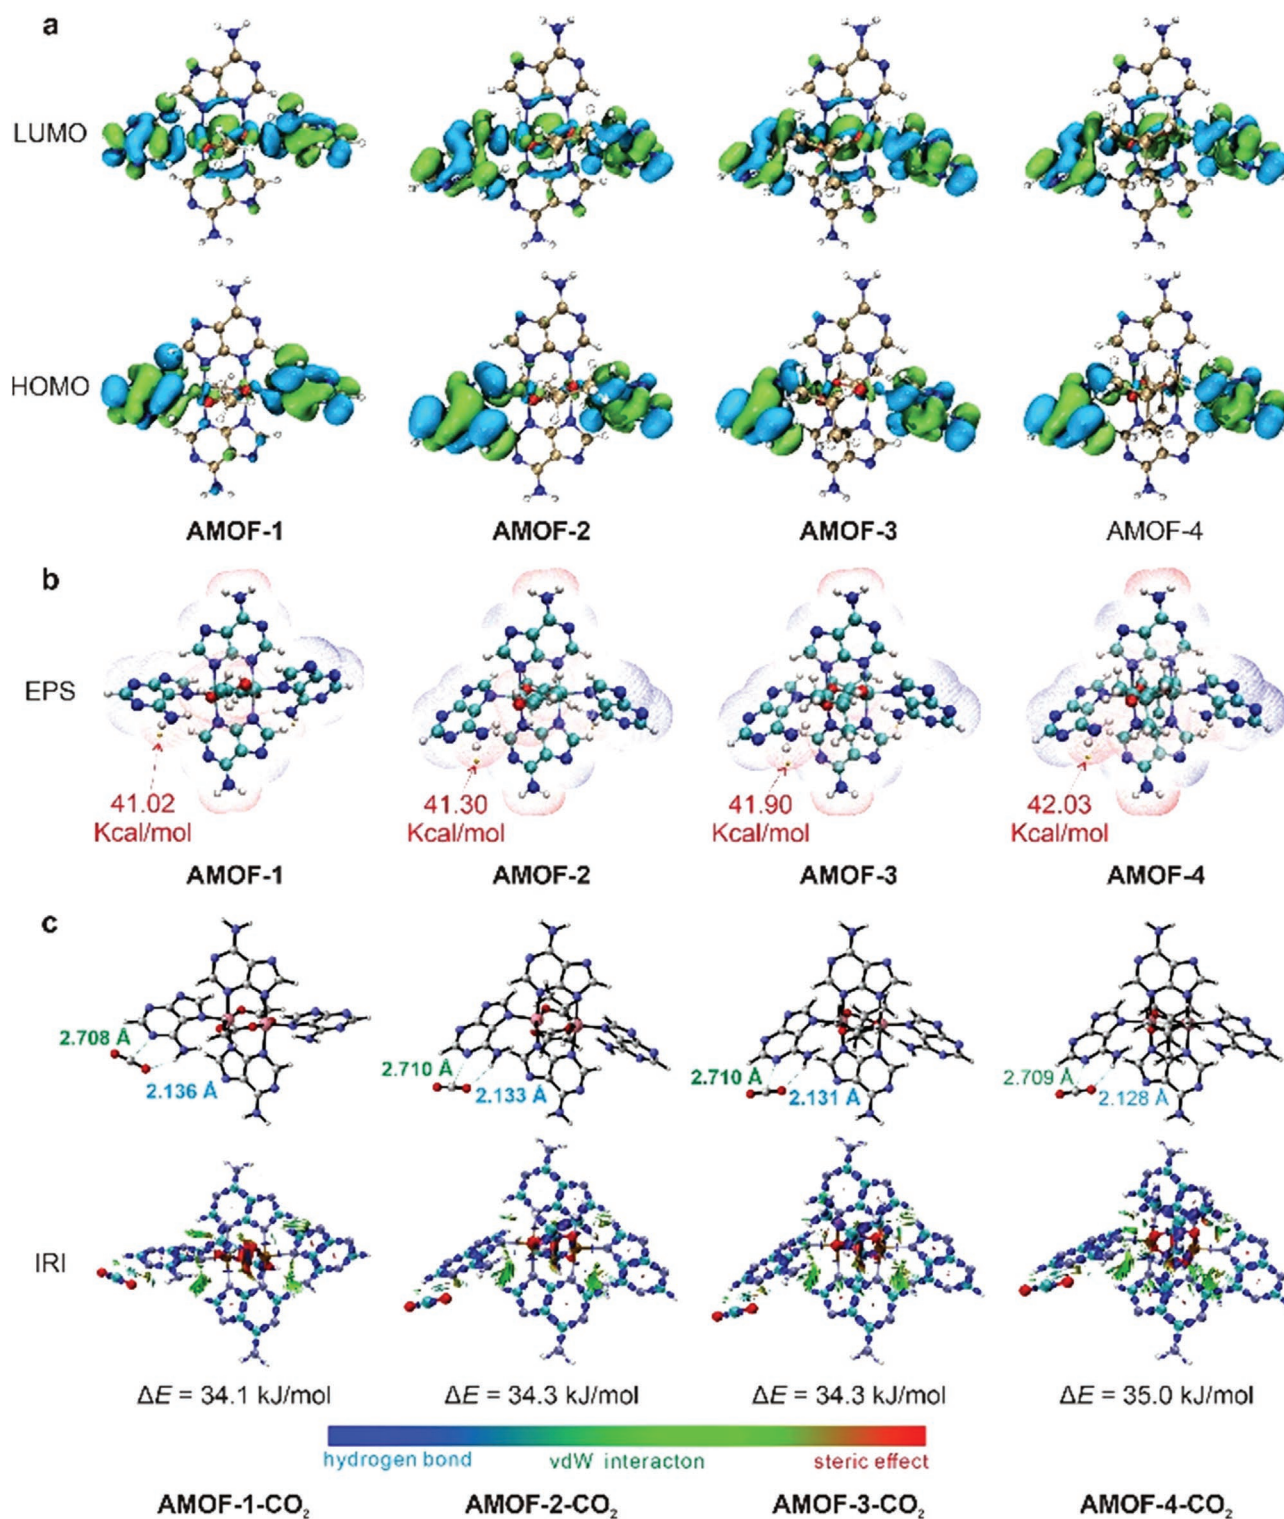 a
LUMO
HOMO
AMOF-1 AMOF-2 AMOF-3 AMOF-4
b
EPS
41.02 41.30 41.90 42.03
Kcal/mol Kcal/mol Kcal/mol Kcal/mol
AMOF-1 AMOF-2 AMOF-3 AMOF-4
c
2.708 Å 2.710 Å 2.710 Å 2.709 Å
2.136 Å 2.133 Å 2.131 Å 2.128 Å
IRI
ΔE = 34.1 kJ/mol ΔE = 34.3 kJ/mol ΔE = 34.3 kJ/mol ΔE = 35.0 kJ/mol
hydrogen bond vdW interacton steric effect
AMOF-1-CO₂ AMOF-2-CO₂ AMOF-3-CO₂ AMOF-4-CO₂